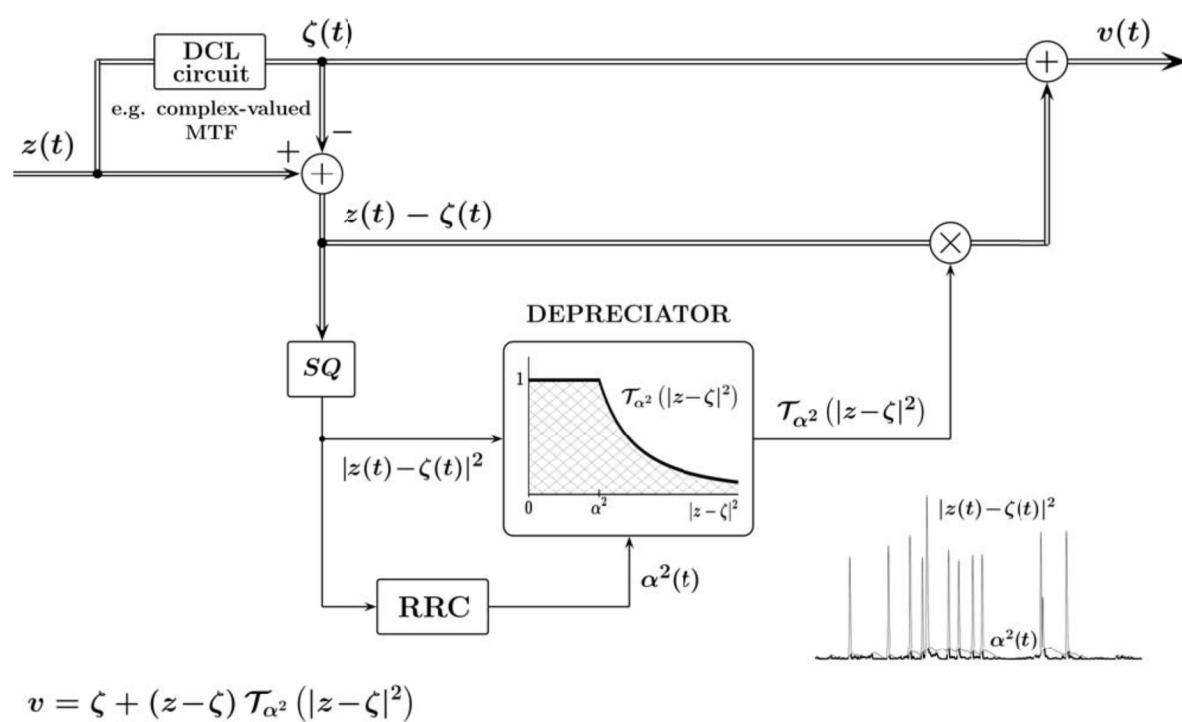 DCL
circuit
ζ(t)
v(t)
e.g. complex-valued
MTF
−
z(t)
+
+
+
z(t) − ζ(t)
×
DEPRECIATOR
SQ
1
𝒯α² (|z−ζ|²)
𝒯α² (|z−ζ|²)
|z(t)−ζ(t)|²
0
α²
|z − ζ|²
|z(t)−ζ(t)|²
α²(t)
RRC
α²(t)
v = ζ + (z−ζ) 𝒯α² (|z−ζ|²)